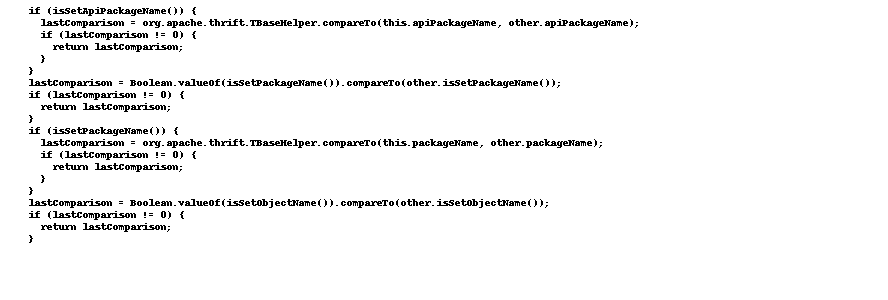 if (isSetApiPackageName()) {
  lastComparison = org.apache.thrift.TBaseHelper.compareTo(this.apiPackageName, other.apiPackageName);
  if (lastComparison != 0) {
    return lastComparison;
  }
}
lastComparison = Boolean.valueOf(isSetPackageName()).compareTo(other.isSetPackageName());
if (lastComparison != 0) {
  return lastComparison;
}
if (isSetPackageName()) {
  lastComparison = org.apache.thrift.TBaseHelper.compareTo(this.packageName, other.packageName);
  if (lastComparison != 0) {
    return lastComparison;
  }
}
lastComparison = Boolean.valueOf(isSetObjectName()).compareTo(other.isSetObjectName());
if (lastComparison != 0) {
  return lastComparison;
}